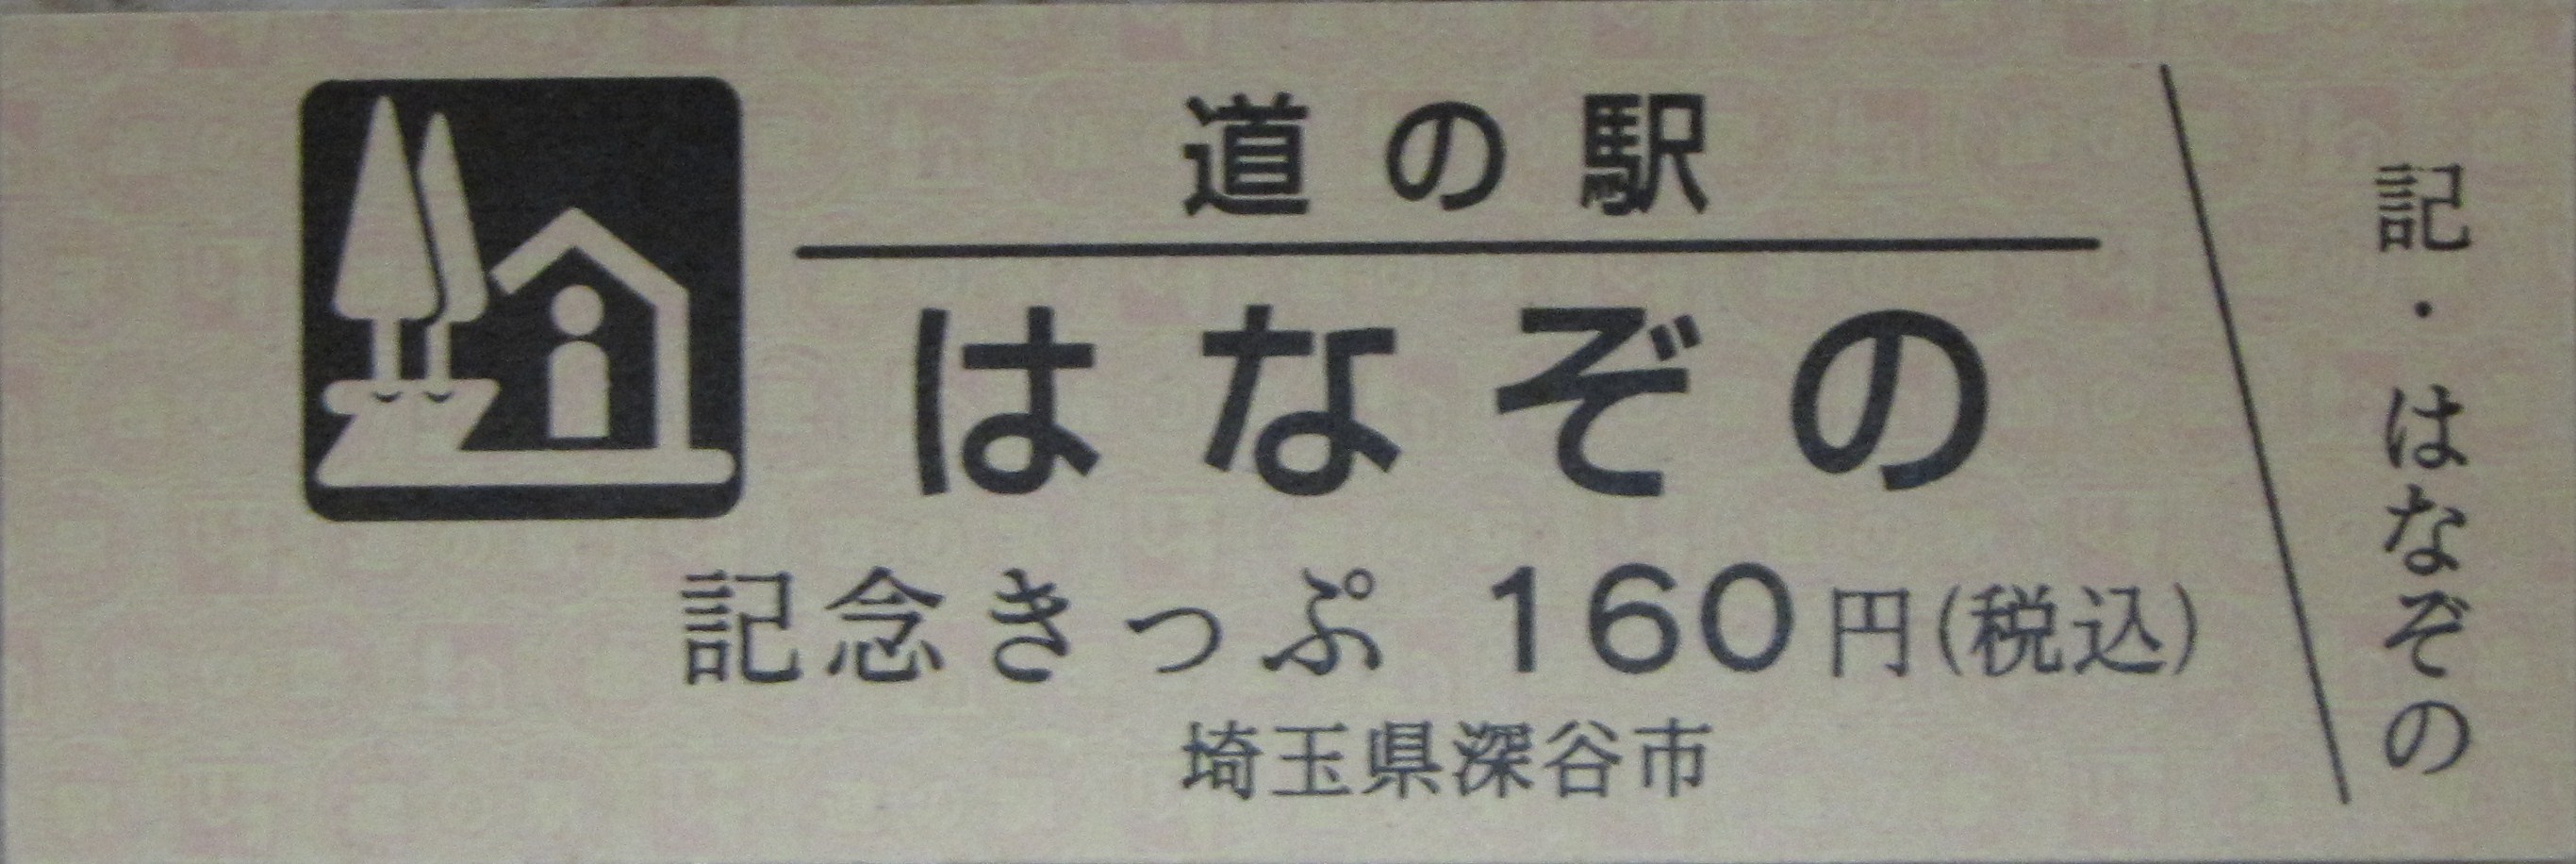 道の駅
はなぞの
記念きっぷ 160円(税込)
埼玉県深谷市
記・はなぞの